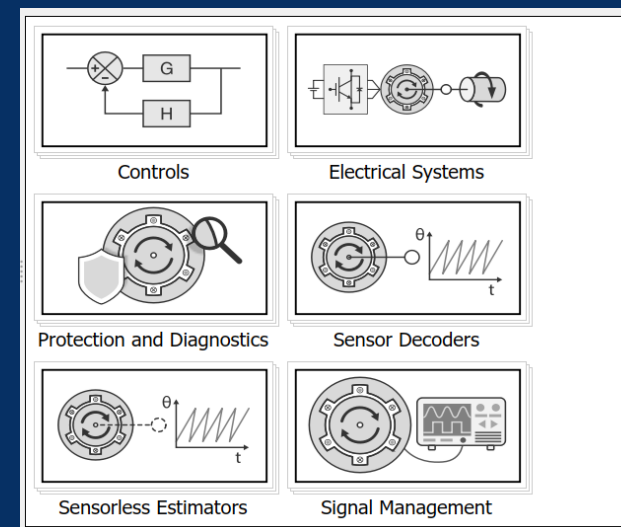 +
-
G
H
Controls
Electrical Systems
Protection and Diagnostics
θ
t
Sensor Decoders
θ
t
Sensorless Estimators
Signal Management